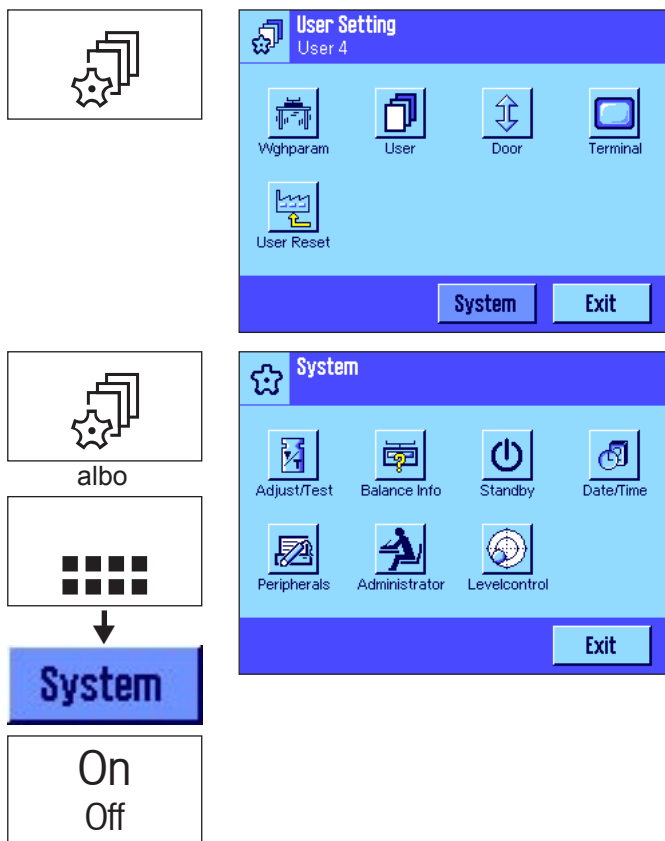 User Setting
User 4
Wghparam User Door Terminal
User Reset
System Exit
albo
System
System
Adjust/Test Balance Info Standby Date/Time
Peripherals Administrator Levelcontrol
Exit
On
Off